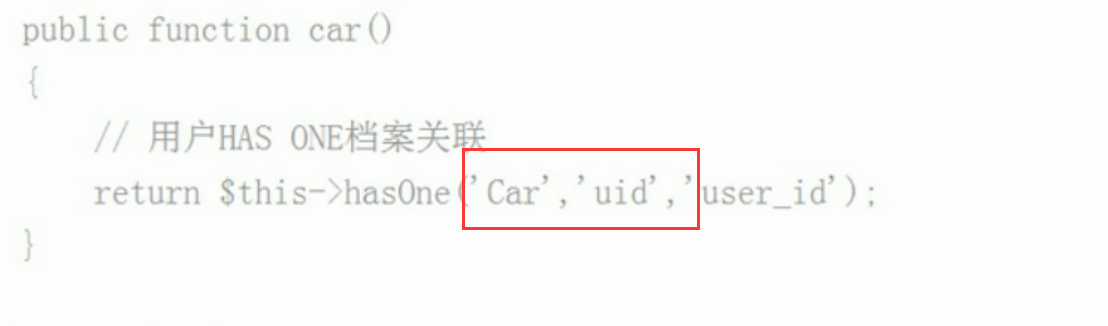 public function car()
{
// 用户HAS ONE档案关联
return $this->hasOne('Car','uid','user_id');
}